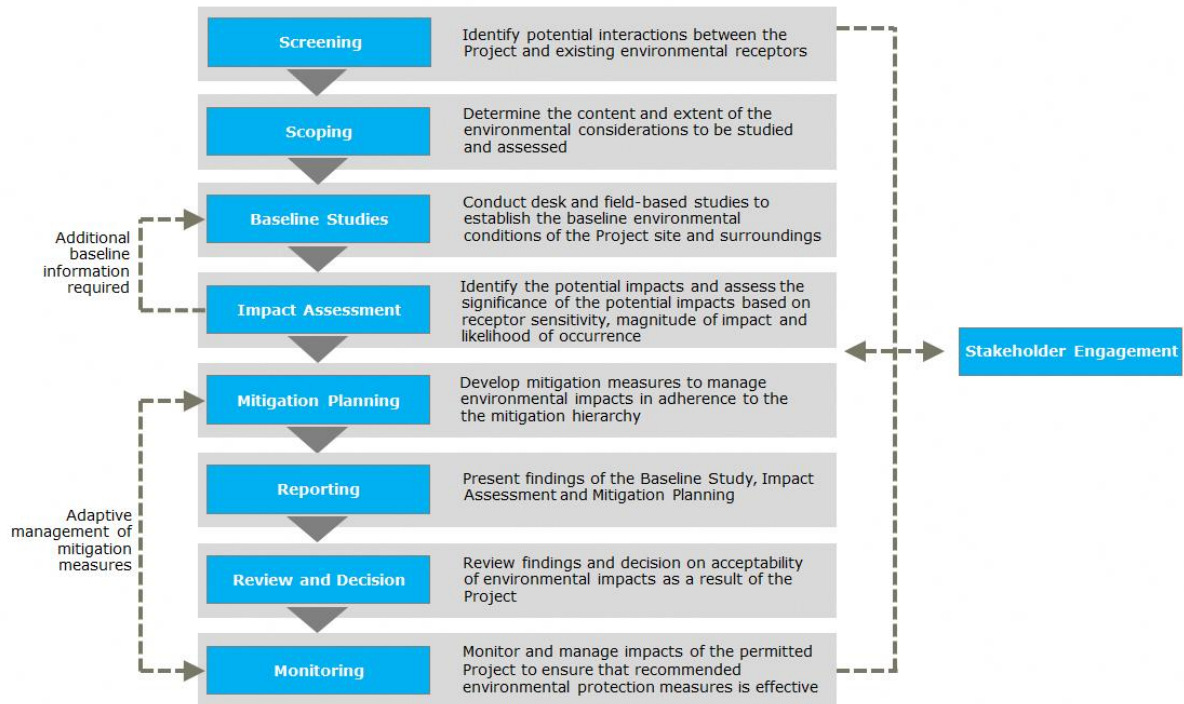 Screening
Identify potential interactions between the
Project and existing environmental receptors
Scoping
Determine the content and extent of the
environmental considerations to be studied
and assessed
Baseline Studies
Conduct desk and field-based studies to
establish the baseline environmental
conditions of the Project site and surroundings
Additional
baseline
information
required
Impact Assessment
Identify the potential impacts and assess the
significance of the potential impacts based on
receptor sensitivity, magnitude of impact and
likelihood of occurrence
Stakeholder Engagement
Mitigation Planning
Develop mitigation measures to manage
environmental impacts in adherence to the
the mitigation hierarchy
Reporting
Present findings of the Baseline Study, Impact
Assessment and Mitigation Planning
Adaptive
management of
mitigation
measures
Review and Decision
Review findings and decision on acceptability
of environmental impacts as a result of the
Project
Monitoring
Monitor and manage impacts of the permitted
Project to ensure that recommended
environmental protection measures is effective